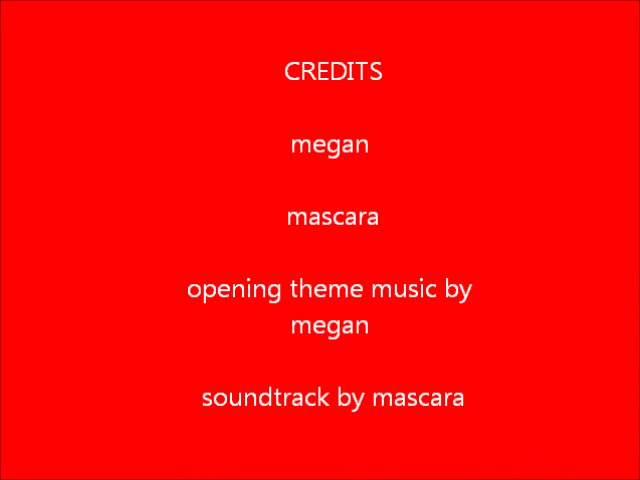 CREDITS
megan
mascara
opening theme music by
megan
soundtrack by mascara